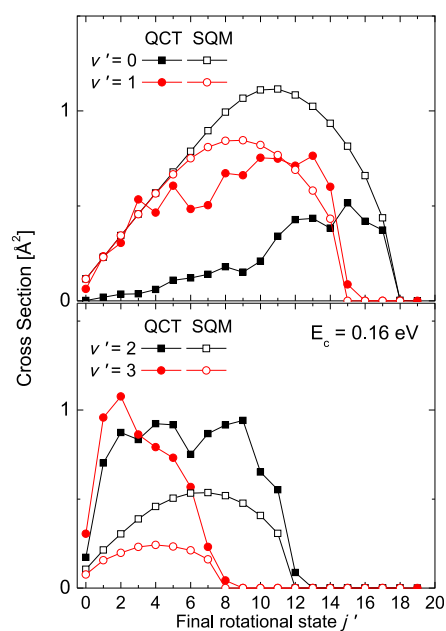 QCT SQM
v ' = 0
v ' = 1
1
0
Cross Section [Å²]
QCT SQM
v ' = 2
v ' = 3
E_c = 0.16 eV
1
0
0 2 4 6 8 10 12 14 16 18 20
Final rotational state j '